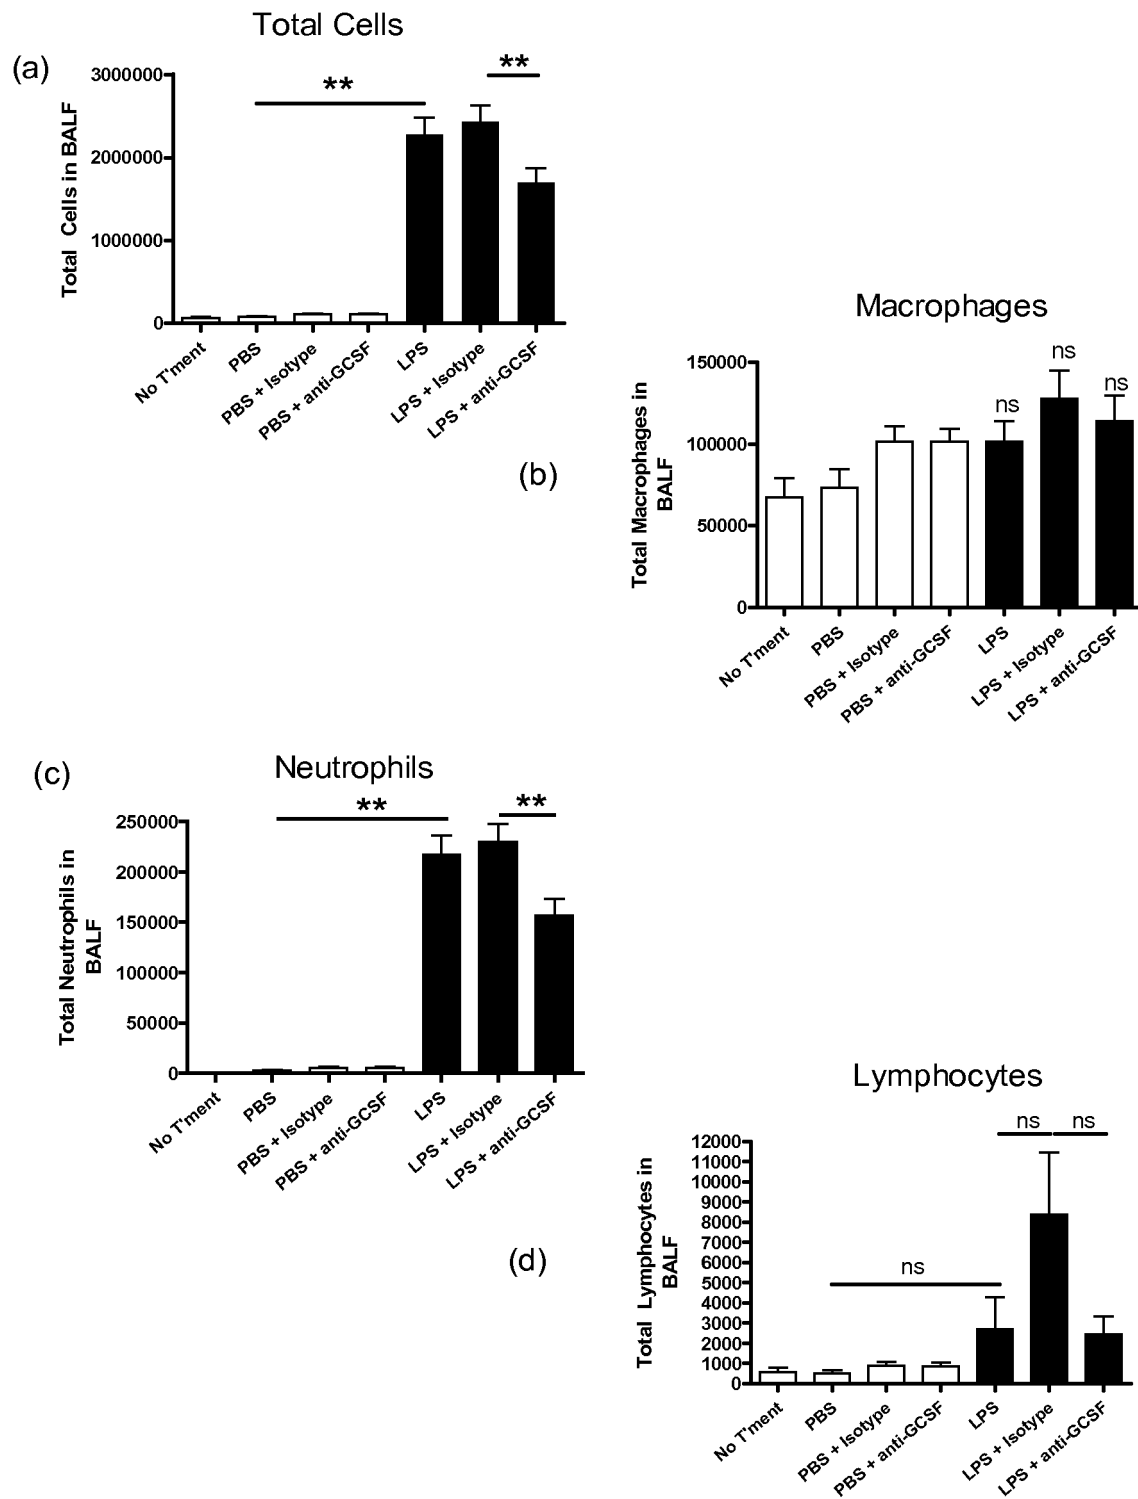 Total Cells
(a)
**
**
3000000
2000000
1000000
0
Total Cells in BALF
No T'ment
PBS
PBS + Isotype
PBS + anti-GCSF
LPS
LPS + Isotype
LPS + anti-GCSF
Macrophages
(b)
ns
ns
ns
150000
100000
50000
0
Total Macrophages in
BALF
No T'ment
PBS
PBS + Isotype
PBS + anti-GCSF
LPS
LPS + Isotype
LPS + anti-GCSF
(c)
Neutrophils
**
**
250000
200000
150000
100000
50000
0
Total Neutrophils in
BALF
No T'ment
PBS
PBS + Isotype
PBS + anti-GCSF
LPS
LPS + Isotype
LPS + anti-GCSF
Lymphocytes
(d)
ns
ns
ns
12000
11000
10000
9000
8000
7000
6000
5000
4000
3000
2000
1000
0
Total Lymphocytes in
BALF
No T'ment
PBS
PBS + Isotype
PBS + anti-GCSF
LPS
LPS + Isotype
LPS + anti-GCSF